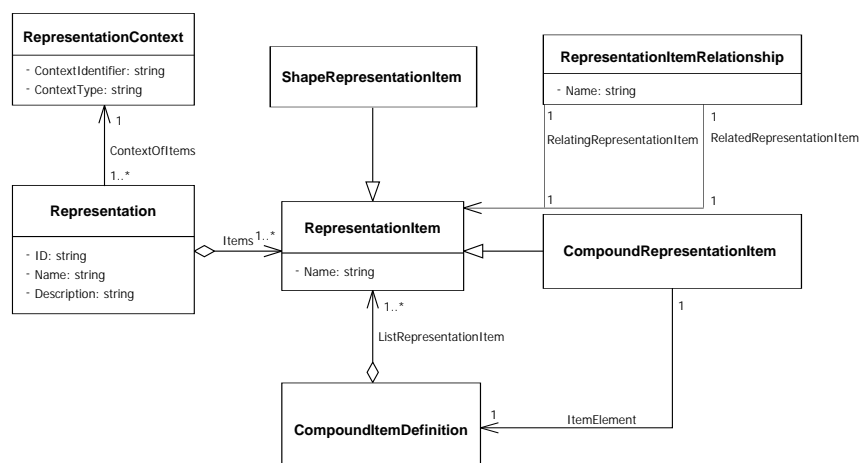 RepresentationContext
- ContextIdentifier: string
- ContextType: string
1
ContextOfItems
1..*
Representation
- ID: string
- Name: string
- Description: string
Items
1..*
ShapeRepresentationItem
RepresentationItem
- Name: string
RepresentationItemRelationship
- Name: string
1
1
RelatingRepresentationItem
RelatedRepresentationItem
1
1
CompoundRepresentationItem
1
1..*
ListRepresentationItem
CompoundItemDefinition
1
ItemElement